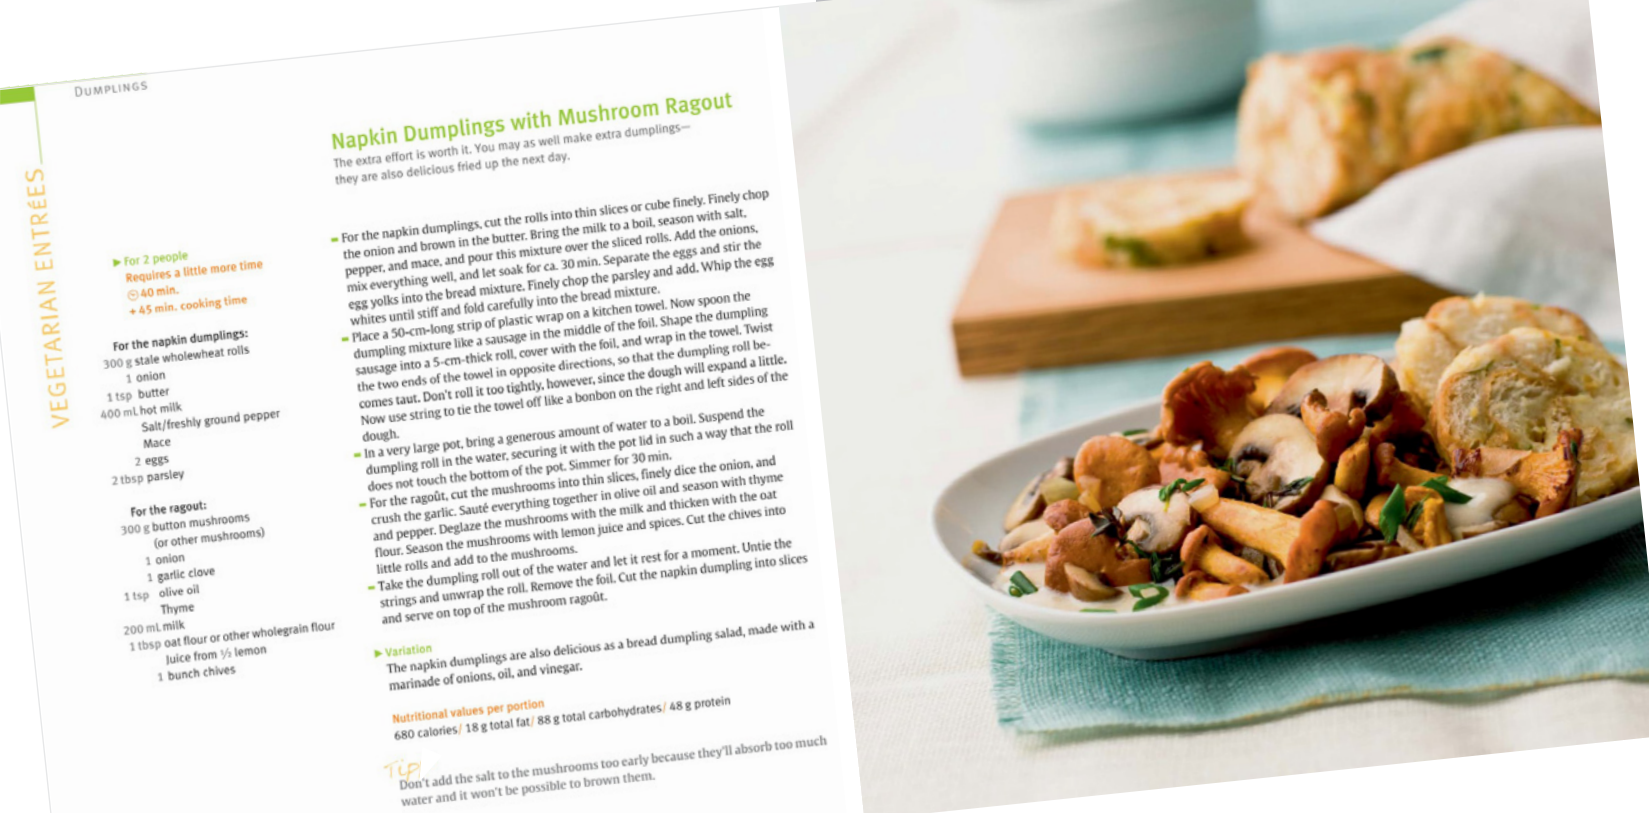 DUMPLINGS
VEGETARIAN ENTRÉES
Napkin Dumplings with Mushroom Ragout
The extra effort is worth it. You may as well make extra dumplings—
they are also delicious fried up the next day.
▶ For 2 people
Requires a little more time
40 min.
+ 45 min. cooking time
For the napkin dumplings:
300 g stale wholewheat rolls
1 onion
1 tsp butter
400 mL hot milk
Salt/freshly ground pepper
Mace
2 eggs
2 tbsp parsley
For the ragout:
300 g button mushrooms
(or other mushrooms)
1 onion
1 garlic clove
1 tsp olive oil
Thyme
200 mL milk
1 tbsp oat flour or other wholegrain flour
Juice from ½ lemon
1 bunch chives
– For the napkin dumplings, cut the rolls into thin slices or cube finely. Finely chop
the onion and brown in the butter. Bring the milk to a boil, season with salt,
pepper, and mace, and pour this mixture over the sliced rolls. Add the onions,
mix everything well, and let soak for ca. 30 min. Separate the eggs and stir the
egg yolks into the bread mixture. Finely chop the parsley and add. Whip the egg
whites until stiff and fold carefully into the bread mixture.
– Place a 50-cm-long strip of plastic wrap on a kitchen towel. Now spoon the
dumpling mixture like a sausage in the middle of the foil. Shape the dumpling
sausage into a 5-cm-thick roll, cover with the foil, and wrap in the towel. Twist
the two ends of the towel in opposite directions, so that the dumpling roll be-
comes taut. Don't roll it too tightly, however, since the dough will expand a little.
Now use string to tie the towel off like a bonbon on the right and left sides of the
dough.
– In a very large pot, bring a generous amount of water to a boil. Suspend the
dumpling roll in the water, securing it with the pot lid in such a way that the roll
does not touch the bottom of the pot. Simmer for 30 min.
– For the ragoût, cut the mushrooms into thin slices, finely dice the onion, and
crush the garlic. Sauté everything together in olive oil and season with thyme
and pepper. Deglaze the mushrooms with the milk and thicken with the oat
flour. Season the mushrooms with lemon juice and spices. Cut the chives into
little rolls and add to the mushrooms.
– Take the dumpling roll out of the water and let it rest for a moment. Untie the
strings and unwrap the roll. Remove the foil. Cut the napkin dumpling into slices
and serve on top of the mushroom ragoût.
▶ Variation
The napkin dumplings are also delicious as a bread dumpling salad, made with a
marinade of onions, oil, and vinegar.
Nutritional values per portion
680 calories/ 18 g total fat/ 88 g total carbohydrates/ 48 g protein
Tip
Don't add the salt to the mushrooms too early because they'll absorb too much
water and it won't be possible to brown them.